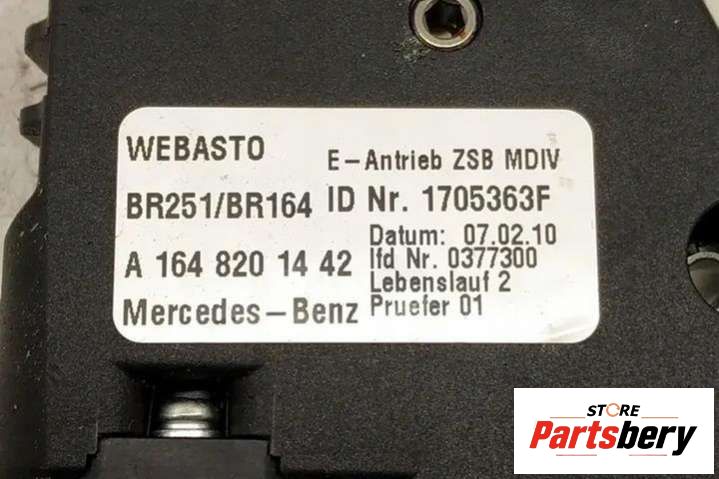 WEBASTO
E-Antrieb ZSB MDIV
BR251/BR164
ID Nr. 1705363F
Datum: 07.02.10
A 164 820 14 42
lfd Nr. 0377300
Lebenslauf 2
Mercedes-Benz
Pruefer 01
STORE
Partsbery